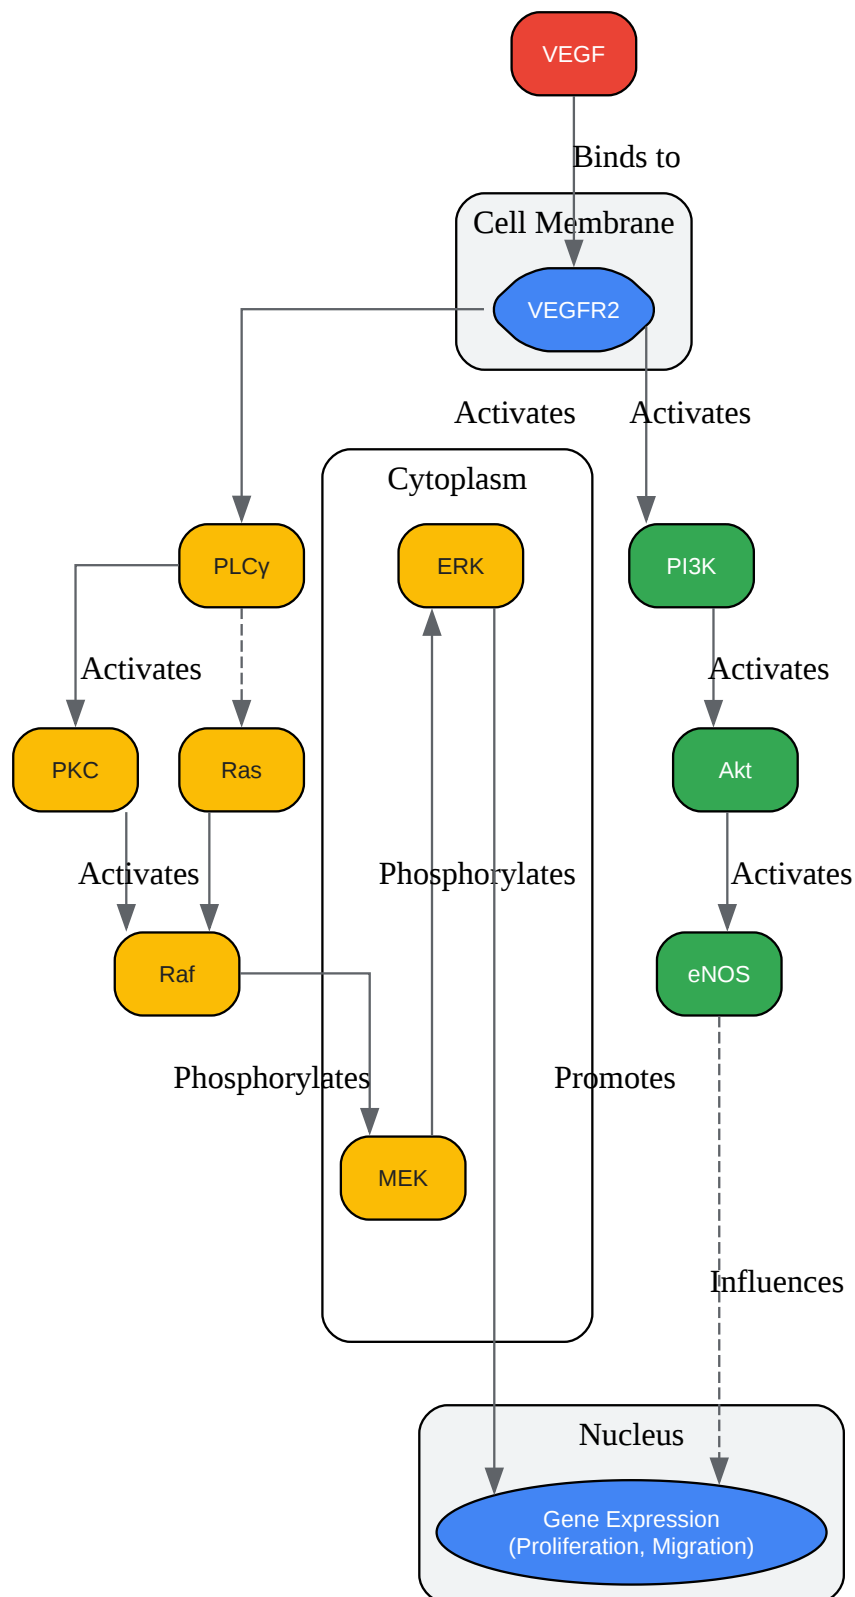 VEGF
Binds to
Cell Membrane
VEGFR2
Activates
Activates
Cytoplasm
PLCγ
ERK
PI3K
Activates
Activates
PKC
Ras
Akt
Activates
Phosphorylates
Activates
Raf
eNOS
Phosphorylates
Promotes
MEK
Influences
Nucleus
Gene Expression
(Proliferation, Migration)